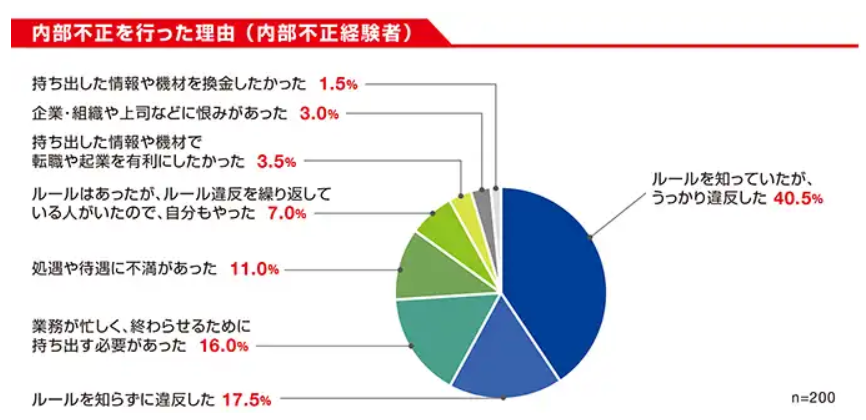 内部不正を行った理由（内部不正経験者）
持ち出した情報や機材を換金したかった 1.5%
企業・組織や上司などに恨みがあった 3.0%
持ち出した情報や機材で
転職や起業を有利にしたかった 3.5%
ルールはあったが、ルール違反を繰り返して
いる人がいたので、自分もやった 7.0%
処遇や待遇に不満があった 11.0%
業務が忙しく、終わらせるために
持ち出す必要があった 16.0%
ルールを知らずに違反した 17.5%
ルールを知っていたが、
うっかり違反した 40.5%
n=200